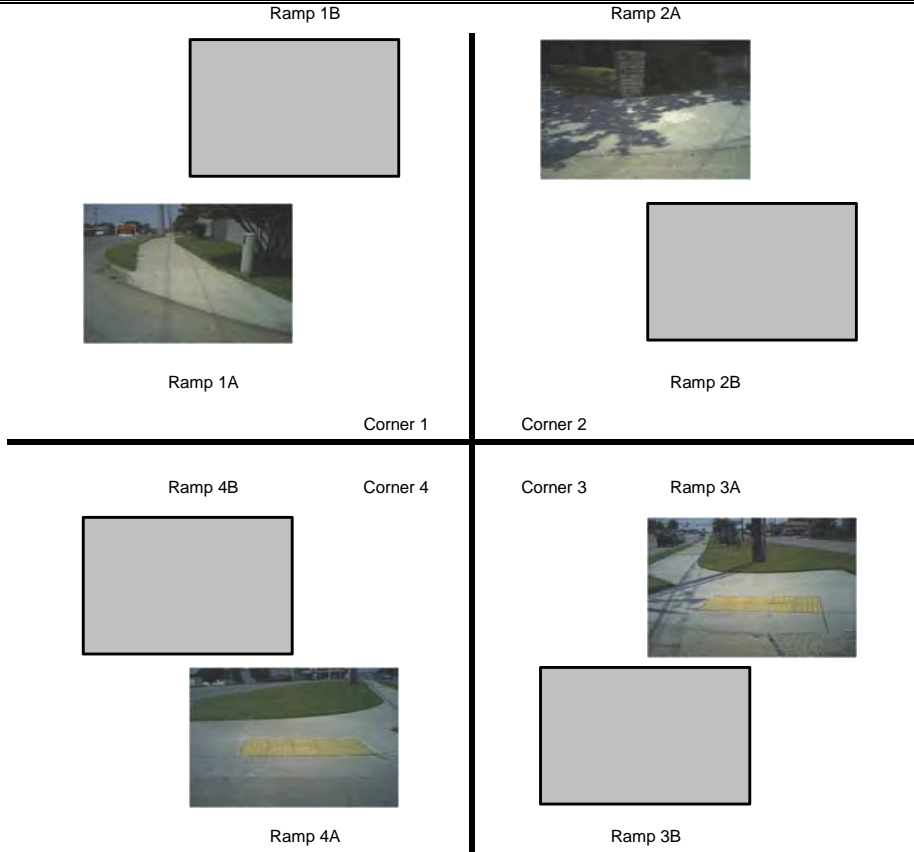 Ramp 1B
Ramp 2A
Ramp 1A
Ramp 2B
Corner 1
Corner 2
Ramp 4B
Corner 4
Corner 3
Ramp 3A
Ramp 4A
Ramp 3B